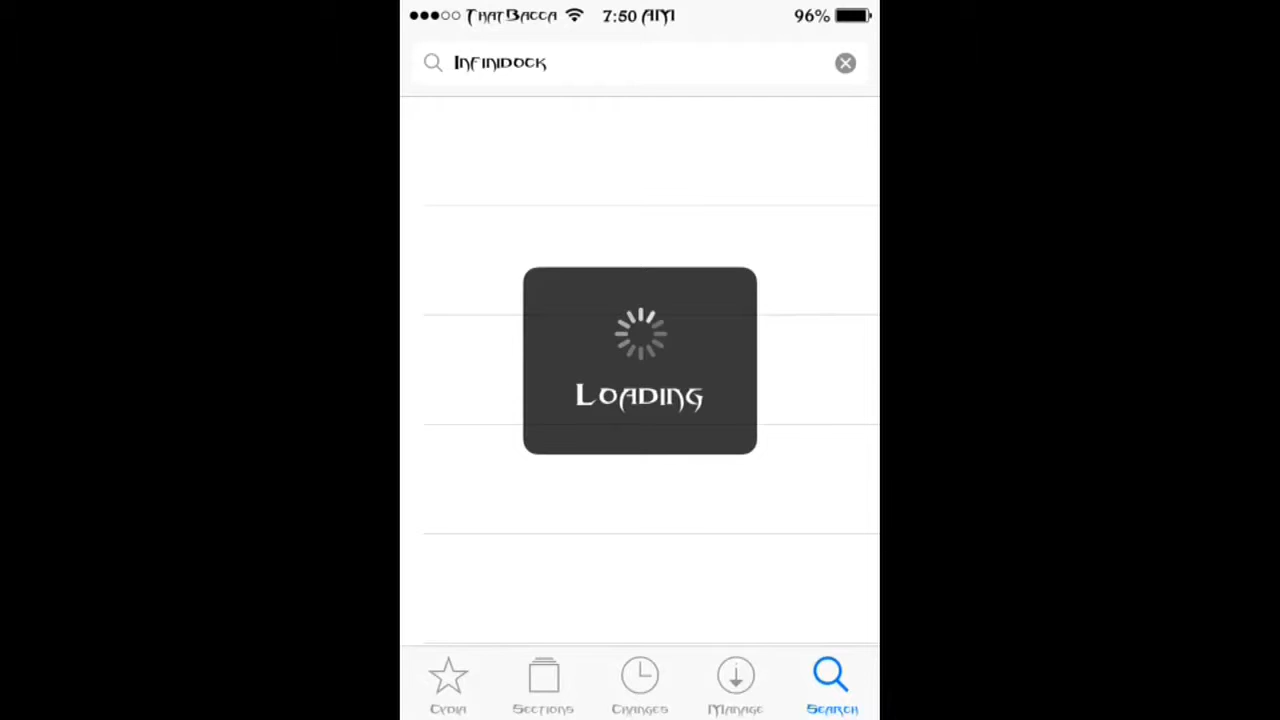 ThatBacca 7:50 AM 96%
Infinidock
Loading
Cydia Sections Changes Manage Search